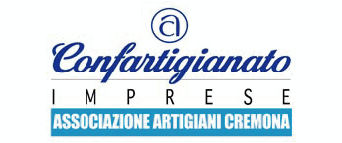 a
Confartigianato
IMPRESE
ASSOCIAZIONE ARTIGIANI CREMONA